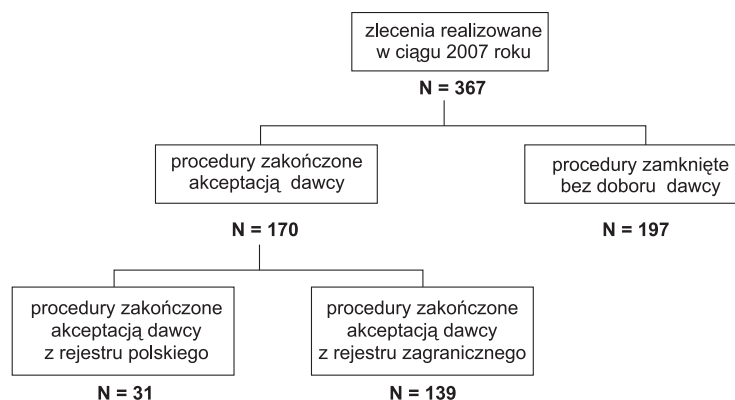 zlecenia realizowane
w ciągu 2007 roku
N = 367
procedury zakończone
akceptacją dawcy
N = 170
procedury zamknięte
bez doboru dawcy
N = 197
procedury zakończone
akceptacją dawcy
z rejestru polskiego
N = 31
procedury zakończone
akceptacją dawcy
z rejestru zagranicznego
N = 139